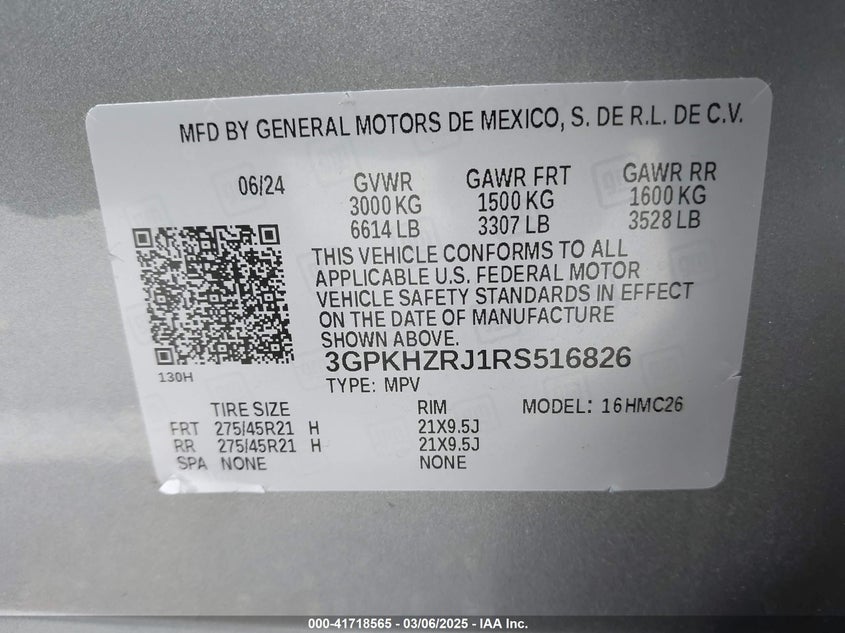 MFD BY GENERAL MOTORS DE MEXICO, S. DE R.L. DE C.V.
06/24 GVWR GAWR FRT GAWR RR
3000 KG 1500 KG 1600 KG
6614 LB 3307 LB 3528 LB
THIS VEHICLE CONFORMS TO ALL
APPLICABLE U.S. FEDERAL MOTOR
VEHICLE SAFETY STANDARDS IN EFFECT
ON THE DATE OF MANUFACTURE
SHOWN ABOVE.
3GPKHZRJ1RS516826
130H
TYPE: MPV
TIRE SIZE RIM MODEL: 16HMC26
FRT 275/45R21 H 21X9.5J
RR 275/45R21 H 21X9.5J
SPA NONE NONE
000-41718565 - 03/06/2025 - IAA Inc.